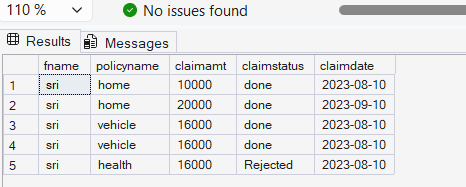 110 % No issues found
Results Messages
fname policyname claimamt claimstatus claimdate
1 sri home 10000 done 2023-08-10
2 sri home 20000 done 2023-09-10
3 sri vehicle 16000 done 2023-08-10
4 sri vehicle 16000 done 2023-08-10
5 sri health 16000 Rejected 2023-08-10